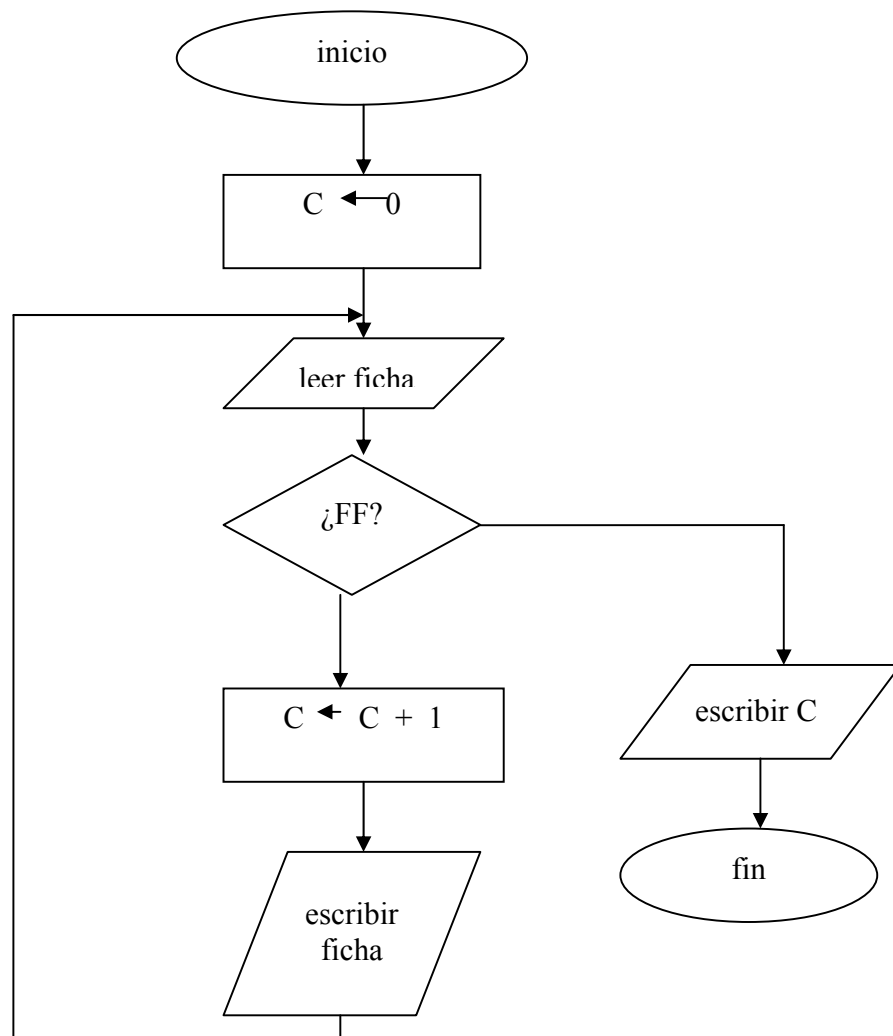 inicio
C ← 0
leer ficha
¿FF?
C ← C + 1
escribir C
escribir
ficha
fin